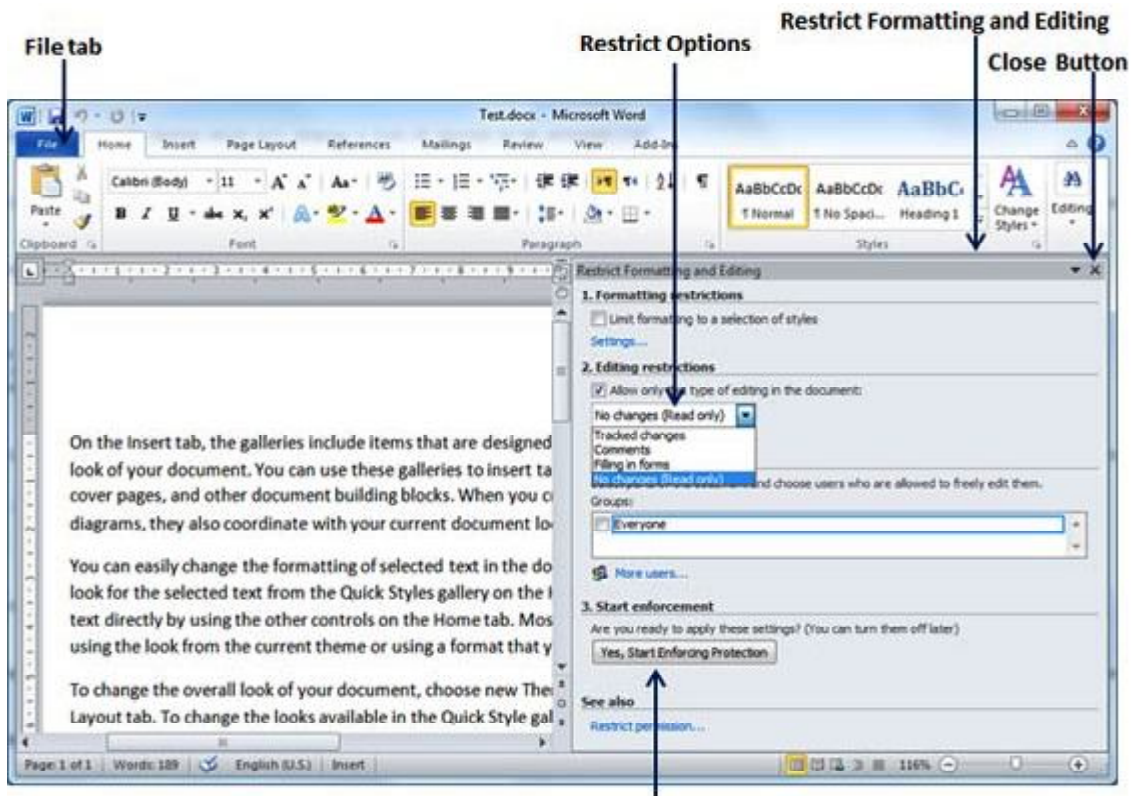 Restrict Formatting and Editing
File tab
Restrict Options
Close Button
Test.docx - Microsoft Word
File Home Insert Page Layout References Mailings Review View Add-In
Calibri (Body) 11
Paste
AaBbCcDc AaBbCcDc AaBbC
¶ Normal ¶ No Spaci... Heading 1
Change Styles
Editing
Clipboard Font Paragraph Styles
Restrict Formatting and Editing
1. Formatting restrictions
Limit formatting to a selection of styles
Settings...
2. Editing restrictions
Allow only type of editing in the document:
No changes (Read only)
Tracked changes
Comments
Filling in forms
No changes (Read only)
and choose users who are allowed to freely edit them.
Groups:
Everyone
More users...
3. Start enforcement
Are you ready to apply these settings? (You can turn them off later)
Yes, Start Enforcing Protection
See also
Restrict permission...
On the Insert tab, the galleries include items that are designed
look of your document. You can use these galleries to insert ta
cover pages, and other document building blocks. When you c
diagrams, they also coordinate with your current document lo
You can easily change the formatting of selected text in the do
look for the selected text from the Quick Styles gallery on the
text directly by using the other controls on the Home tab. Mos
using the look from the current theme or using a format that y
To change the overall look of your document, choose new The
Layout tab. To change the looks available in the Quick Style gal
Page: 1 of 1 Words: 189 English (U.S.) Insert 116%